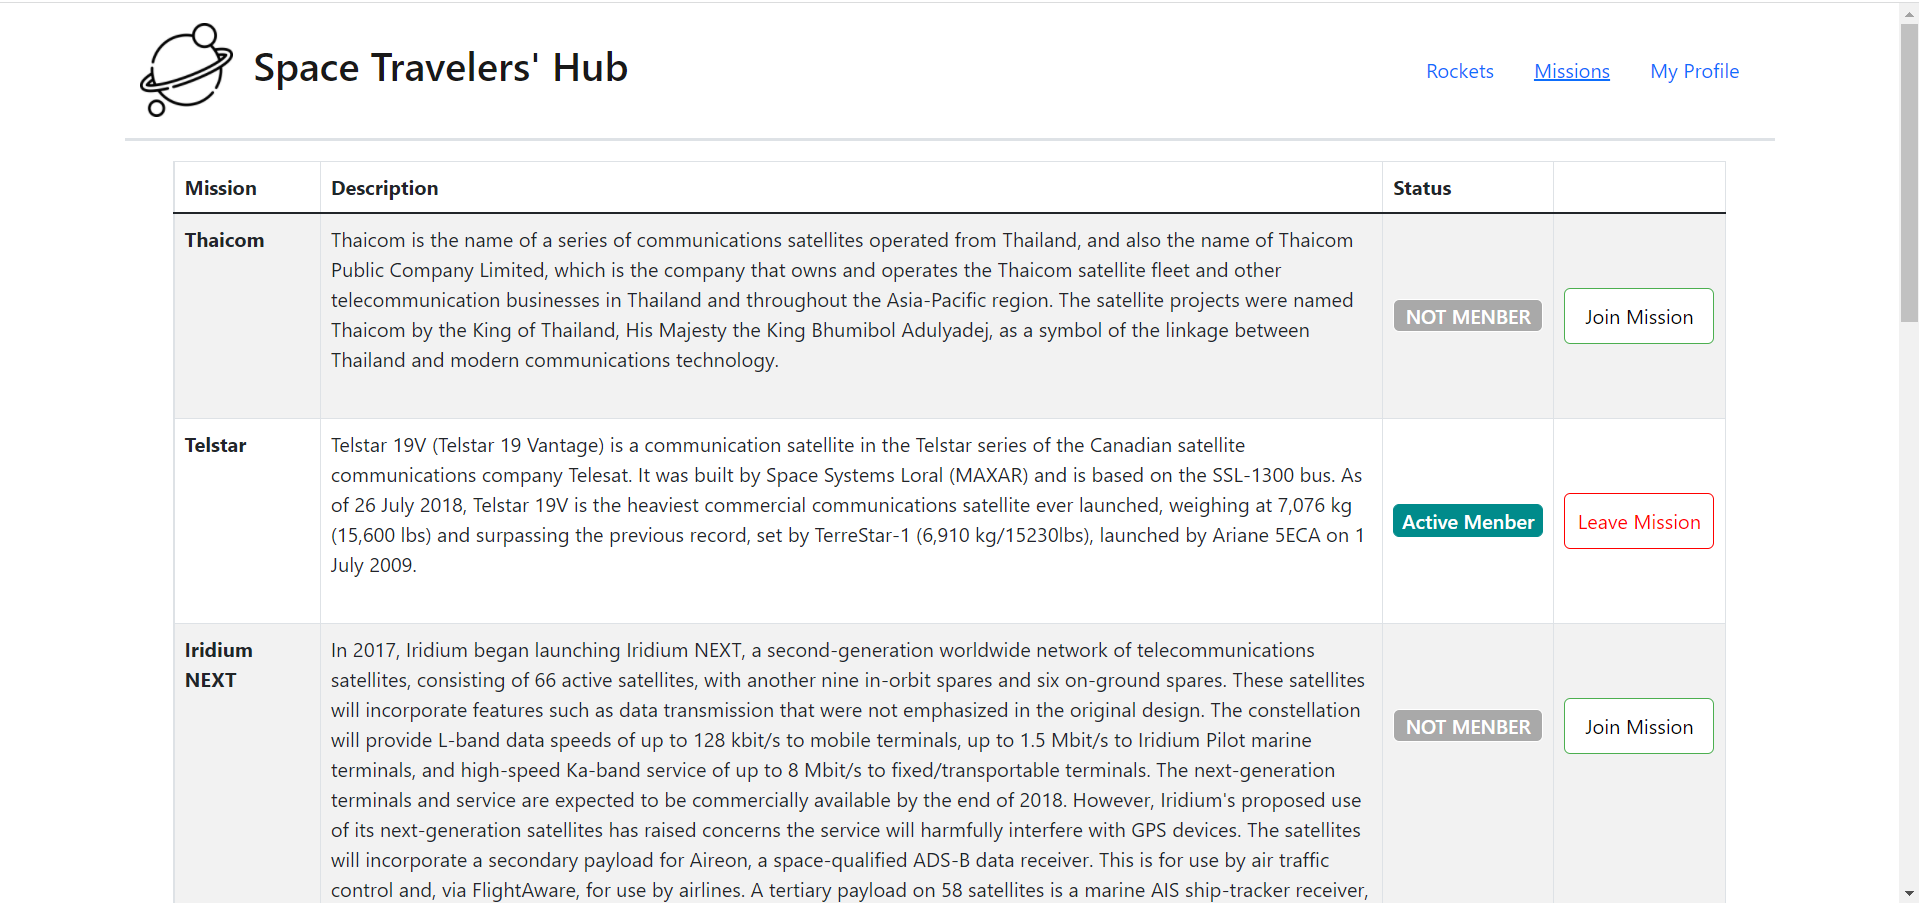 Space Travelers' Hub
Rockets Missions My Profile
Mission Description Status
Thaicom
Thaicom is the name of a series of communications satellites operated from Thailand, and also the name of Thaicom
Public Company Limited, which is the company that owns and operates the Thaicom satellite fleet and other
telecommunication businesses in Thailand and throughout the Asia-Pacific region. The satellite projects were named
Thaicom by the King of Thailand, His Majesty the King Bhumibol Adulyadej, as a symbol of the linkage between
Thailand and modern communications technology.
NOT MENBER
Join Mission
Telstar
Telstar 19V (Telstar 19 Vantage) is a communication satellite in the Telstar series of the Canadian satellite
communications company Telesat. It was built by Space Systems Loral (MAXAR) and is based on the SSL-1300 bus. As
of 26 July 2018, Telstar 19V is the heaviest commercial communications satellite ever launched, weighing at 7,076 kg
(15,600 lbs) and surpassing the previous record, set by TerreStar-1 (6,910 kg/15230lbs), launched by Ariane 5ECA on 1
July 2009.
Active Menber
Leave Mission
Iridium
NEXT
In 2017, Iridium began launching Iridium NEXT, a second-generation worldwide network of telecommunications
satellites, consisting of 66 active satellites, with another nine in-orbit spares and six on-ground spares. These satellites
will incorporate features such as data transmission that were not emphasized in the original design. The constellation
will provide L-band data speeds of up to 128 kbit/s to mobile terminals, up to 1.5 Mbit/s to Iridium Pilot marine
terminals, and high-speed Ka-band service of up to 8 Mbit/s to fixed/transportable terminals. The next-generation
terminals and service are expected to be commercially available by the end of 2018. However, Iridium's proposed use
of its next-generation satellites has raised concerns the service will harmfully interfere with GPS devices. The satellites
will incorporate a secondary payload for Aireon, a space-qualified ADS-B data receiver. This is for use by air traffic
control and, via FlightAware, for use by airlines. A tertiary payload on 58 satellites is a marine AIS ship-tracker receiver,
NOT MENBER
Join Mission